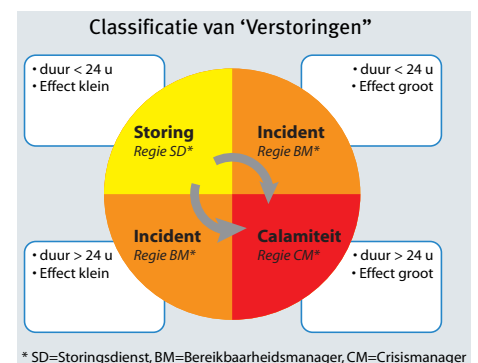 Classificatie van ‘Verstoringen”
• duur < 24 u
• Effect klein
• duur < 24 u
• Effect groot
Storing
Regie SD*
Incident
Regie BM*
Incident
Regie BM*
Calamiteit
Regie CM*
• duur > 24 u
• Effect klein
• duur > 24 u
• Effect groot
* SD=Storingsdienst, BM=Bereikbaarheidsmanager, CM=Crismanager